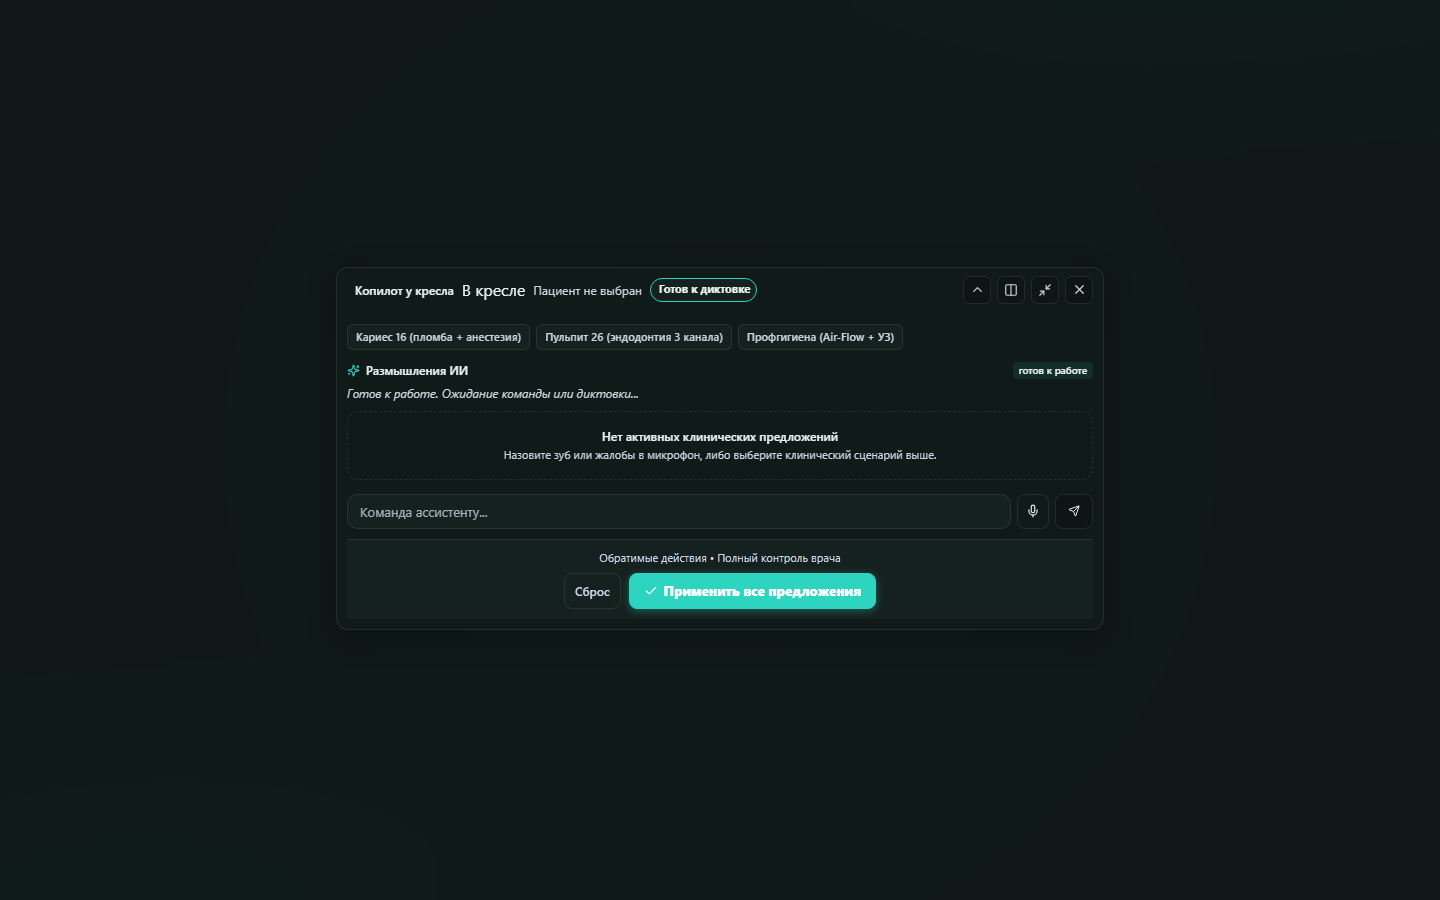 Копилот у кресла В кресле Пациент не выбран Готов к диктовке
Кариес 16 (пломба + анестезия) Пульпит 26 (эндодонтия 3 канала) Профгигиена (Air-Flow + УЗ)
Размышления ИИ готов к работе
Готов к работе. Ожидание команды или диктовки...
Нет активных клинических предложений
Назовите зуб или жалобы в микрофон, либо выберите клинический сценарий выше.
Команда ассистенту...
Обратимые действия • Полный контроль врача
Сброс Применить все предложения